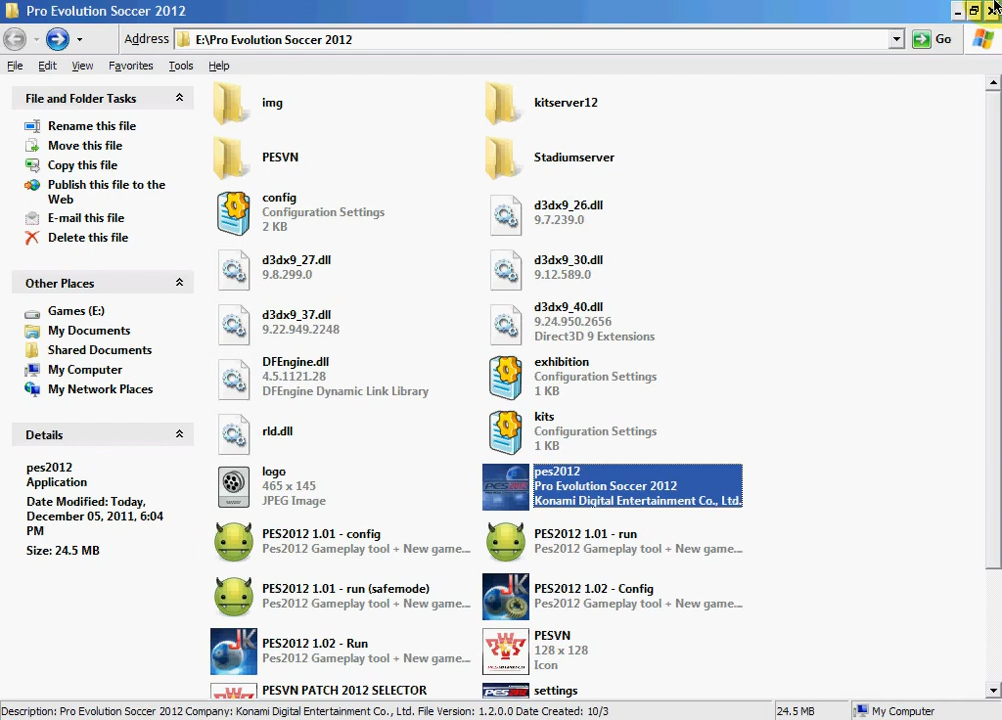 Pro Evolution Soccer 2012
Address
E:\Pro Evolution Soccer 2012
Go
File Edit View Favorites Tools Help
File and Folder Tasks
Rename this file
Move this file
Copy this file
Publish this file to the
Web
E-mail this file
Delete this file
Other Places
Games (E:)
My Documents
Shared Documents
My Computer
My Network Places
Details
pes2012
Application
Date Modified: Today,
December 05, 2011, 6:04
PM
Size: 24.5 MB
img
kitserver12
PESVN
Stadiumserver
config
Configuration Settings
2 KB
d3dx9_26.dll
9.7.239.0
d3dx9_27.dll
9.8.299.0
d3dx9_30.dll
9.12.589.0
d3dx9_37.dll
9.22.949.2248
d3dx9_40.dll
9.24.950.2656
Direct3D 9 Extensions
DFEngine.dll
4.5.1121.28
DFEngine Dynamic Link Library
exhibition
Configuration Settings
1 KB
rld.dll
kits
Configuration Settings
1 KB
logo
465 x 145
JPEG Image
pes2012
Pro Evolution Soccer 2012
Konami Digital Entertainment Co., Ltd.
PES2012 1.01 - config
Pes2012 Gameplay tool + New game...
PES2012 1.01 - run
Pes2012 Gameplay tool + New game...
PES2012 1.01 - run (safemode)
Pes2012 Gameplay tool + New game...
PES2012 1.02 - Config
Pes2012 Gameplay tool + New game...
PES2012 1.02 - Run
Pes2012 Gameplay tool + New game...
PESVN
128 x 128
Icon
PESVN PATCH 2012 SELECTOR
settings
Description: Pro Evolution Soccer 2012 Company: Konami Digital Entertainment Co., Ltd. File Version: 1.2.0.0 Date Created: 10/3
24.5 MB
My Computer